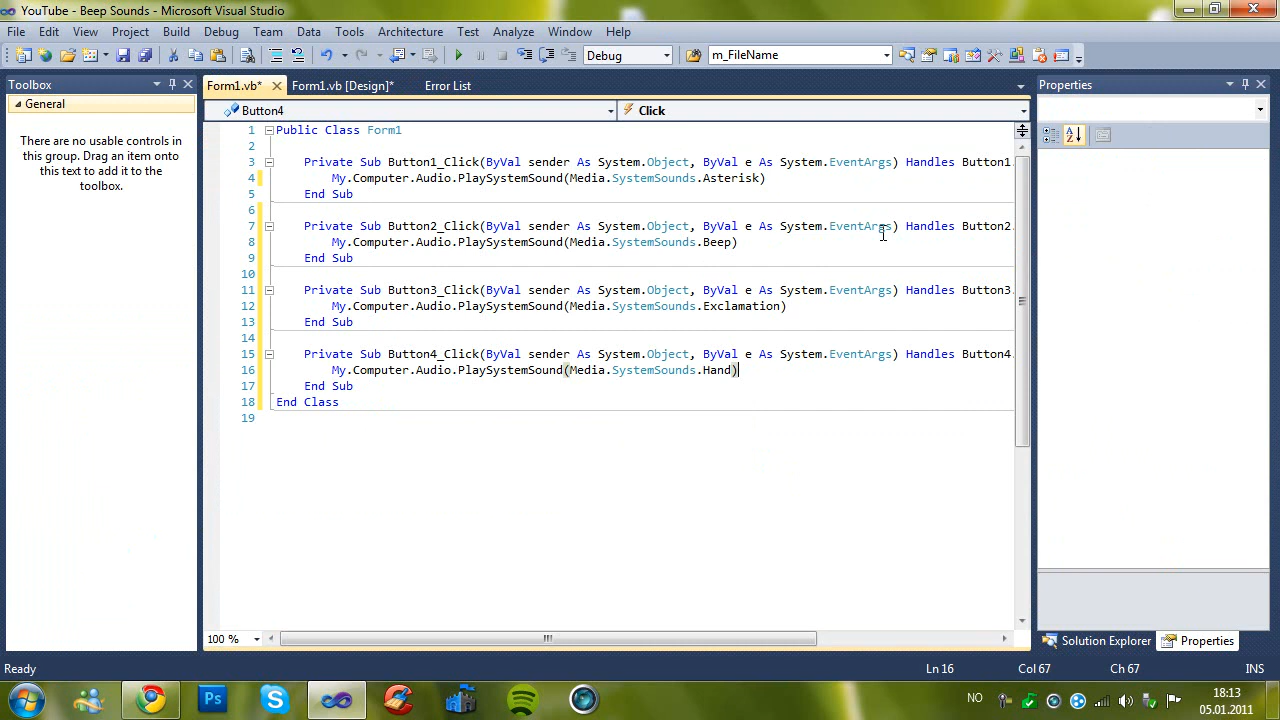 YouTube - Beep Sounds - Microsoft Visual Studio
File Edit View Project Build Debug Team Data Tools Architecture Test Analyze Window Help
Debug m_FileName
Toolbox
General
There are no usable controls in
this group. Drag an item onto
this text to add it to the
toolbox.
Form1.vb* Form1.vb [Design]* Error List
Button4 Click
1 Public Class Form1
2
3 Private Sub Button1_Click(ByVal sender As System.Object, ByVal e As System.EventArgs) Handles Button1.
4 My.Computer.Audio.PlaySystemSound(Media.SystemSounds.Asterisk)
5 End Sub
6
7 Private Sub Button2_Click(ByVal sender As System.Object, ByVal e As System.EventArgs) Handles Button2.
8 My.Computer.Audio.PlaySystemSound(Media.SystemSounds.Beep)
9 End Sub
10
11 Private Sub Button3_Click(ByVal sender As System.Object, ByVal e As System.EventArgs) Handles Button3.
12 My.Computer.Audio.PlaySystemSound(Media.SystemSounds.Exclamation)
13 End Sub
14
15 Private Sub Button4_Click(ByVal sender As System.Object, ByVal e As System.EventArgs) Handles Button4.
16 My.Computer.Audio.PlaySystemSound(Media.SystemSounds.Hand)
17 End Sub
18 End Class
19
100 %
Properties
Solution Explorer Properties
Ready Ln 16 Col 67 Ch 67 INS
Ps
NO
18:13
05.01.2011